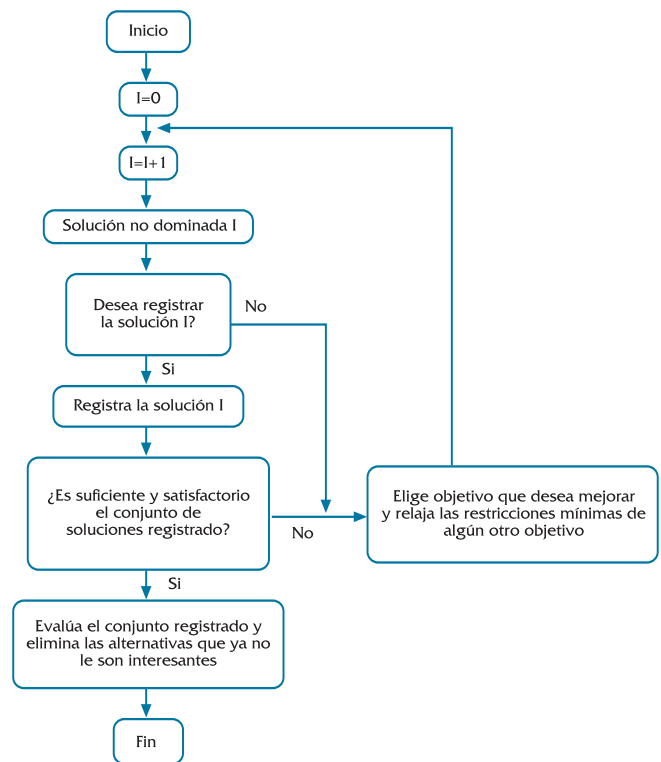 Inicio
I=0
I=I+1
Solución no dominada I
Desea registrar
la solución I?
No
Si
Registra la solución I
¿Es suficiente y satisfactorio
el conjunto de
soluciones registrado?
No
Elige objetivo que desea mejorar
y relaja las restricciones mínimas de
algún otro objetivo
Si
Evalúa el conjunto registrado y
elimina las alternativas que ya no
le son interesantes
Fin